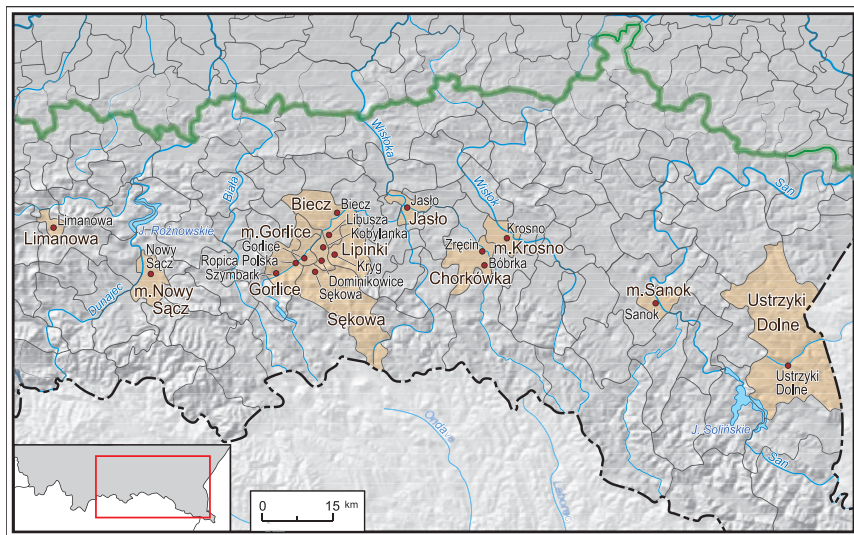 Wisłoka
Biała
Wisłok
San
Limanowa
Limanowa
J. Rożnowskie
Nowy
Sącz
m.Nowy
Sącz
Dunajec
Biecz
Biecz
Libusza
Kobylanka
m.Gorlice
Gorlice
Lipinki
Ropica Polska
Kryg
Szymbark
Dominikowice
Gorlice
Sękowa
Sękowa
Jasło
Jasło
Krosno
Zręcin
m.Krosno
Bóbrka
Chorkówka
m.Sanok
Sanok
Ustrzyki
Dolne
Ustrzyki
Dolne
J. Solińskie
San
Onda
0 15 km